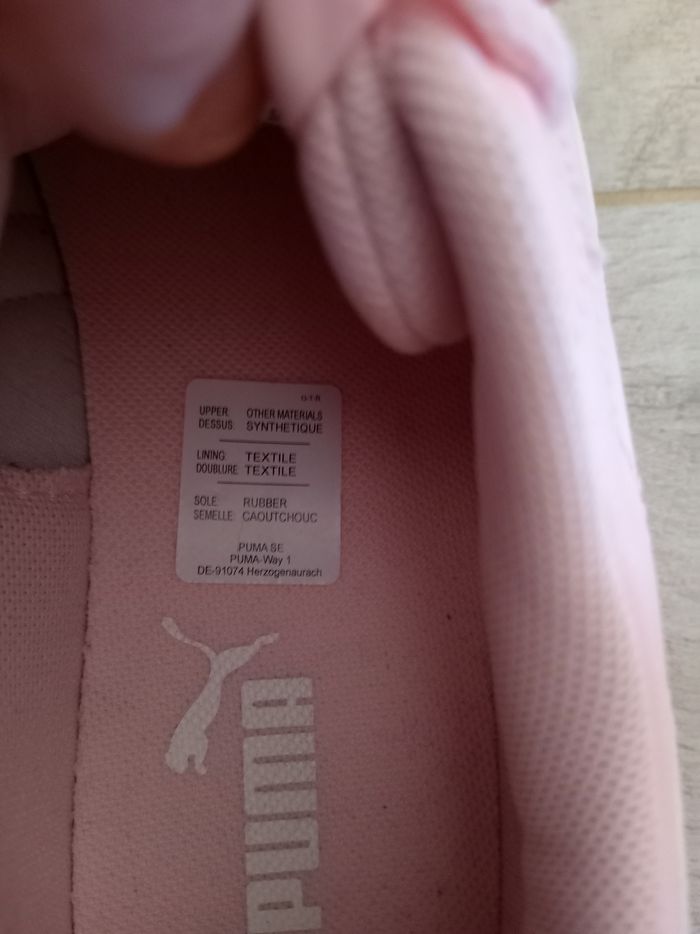 UPPER: OTHER MATERIALS
DESSUS: SYNTHETIQUE
LINING: TEXTILE
DOUBLURE: TEXTILE
SOLE: RUBBER
SEMELLE: CAOUTCHOUC
PUMA SE
PUMA-Way 1
DE-91074 Herzogenaurach
PUMA